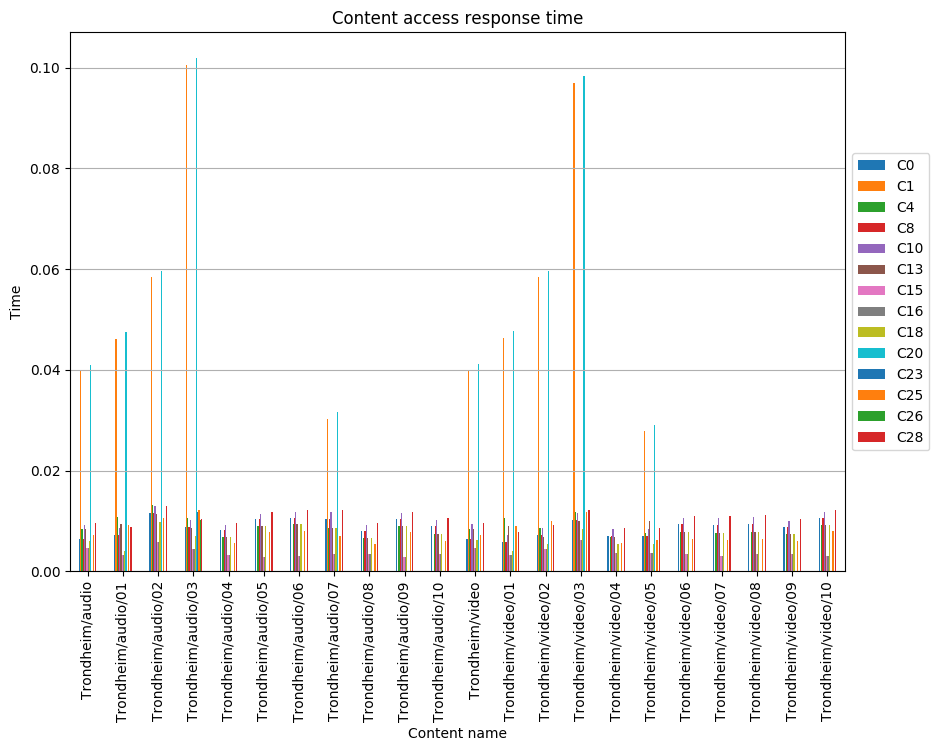 Content access response time
0.10
0.08
0.06
0.04
0.02
0.00
Time
Trondheim/audio
Trondheim/audio/01
Trondheim/audio/02
Trondheim/audio/03
Trondheim/audio/04
Trondheim/audio/05
Trondheim/audio/06
Trondheim/audio/07
Trondheim/audio/08
Trondheim/audio/09
Trondheim/audio/10
Trondheim/video
Trondheim/video/01
Trondheim/video/02
Trondheim/video/03
Trondheim/video/04
Trondheim/video/05
Trondheim/video/06
Trondheim/video/07
Trondheim/video/08
Trondheim/video/09
Trondheim/video/10
Content name
C0
C1
C4
C8
C10
C13
C15
C16
C18
C20
C23
C25
C26
C28